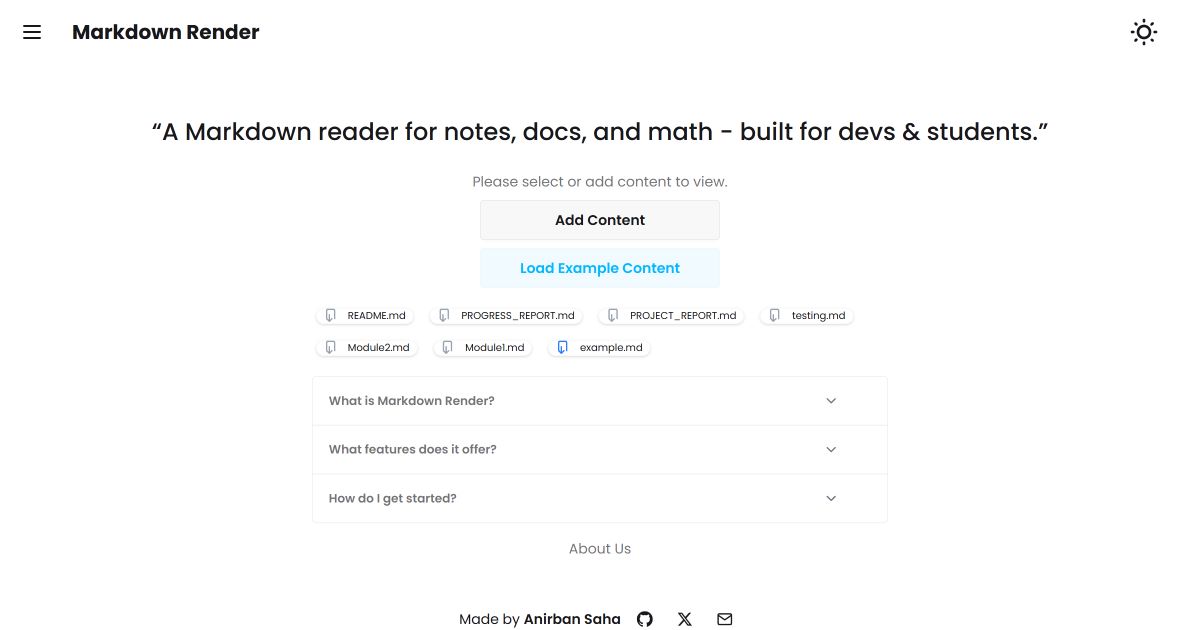 Markdown Render
“A Markdown reader for notes, docs, and math - built for devs & students.”
Please select or add content to view.
Add Content
Load Example Content
README.md PROGRESS_REPORT.md PROJECT_REPORT.md testing.md
Module2.md Module1.md example.md
What is Markdown Render?
What features does it offer?
How do I get started?
About Us
Made by Anirban Saha